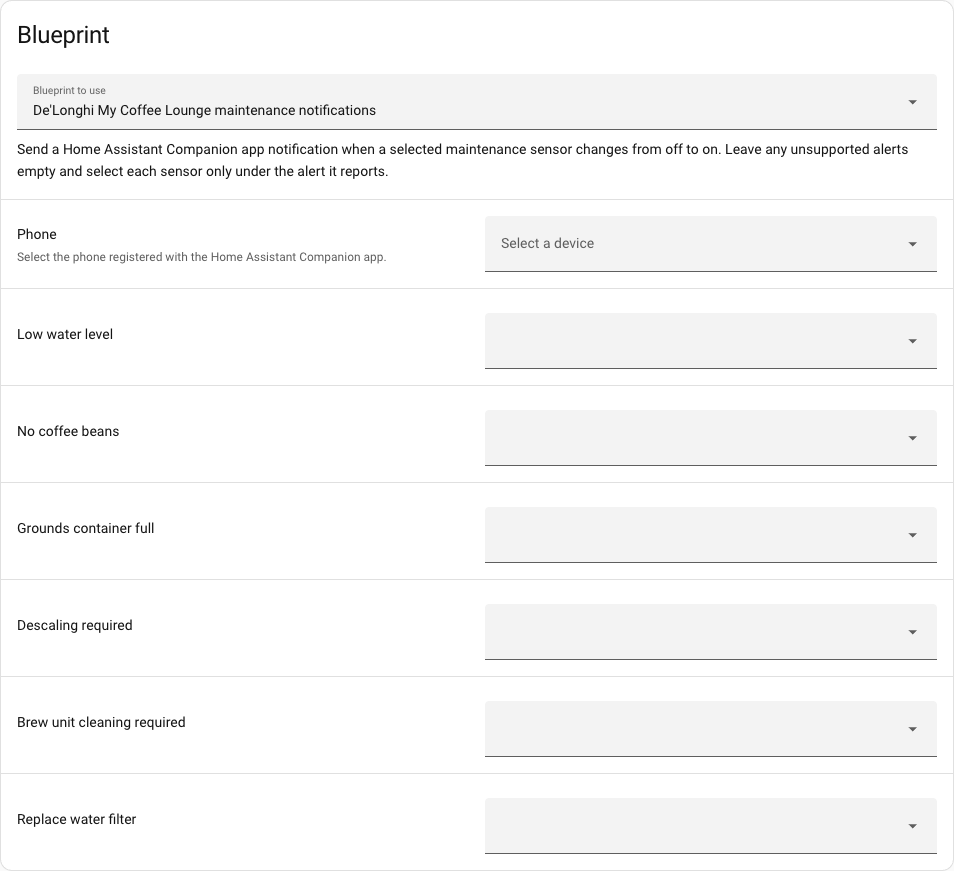 Blueprint
Blueprint to use
De'Longhi My Coffee Lounge maintenance notifications
Send a Home Assistant Companion app notification when a selected maintenance sensor changes from off to on. Leave any unsupported alerts
empty and select each sensor only under the alert it reports.
Phone
Select the phone registered with the Home Assistant Companion app.
Select a device
Low water level
No coffee beans
Grounds container full
Descaling required
Brew unit cleaning required
Replace water filter